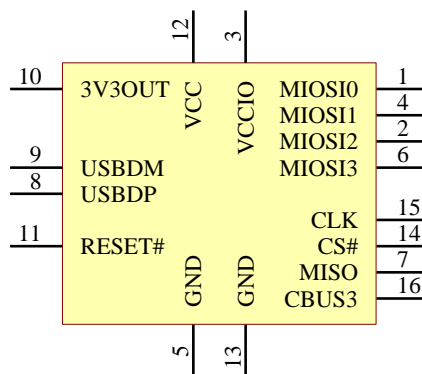 12 3
10 3V3OUT VCC VCCIO MIOSI0 1
MIOSI1 4
MIOSI2 2
9 USBDM MIOSI3 6
8 USBDP
CLK 15
11 RESET# CS# 14
GND GND MISO 7
CBUS3 16
5 13